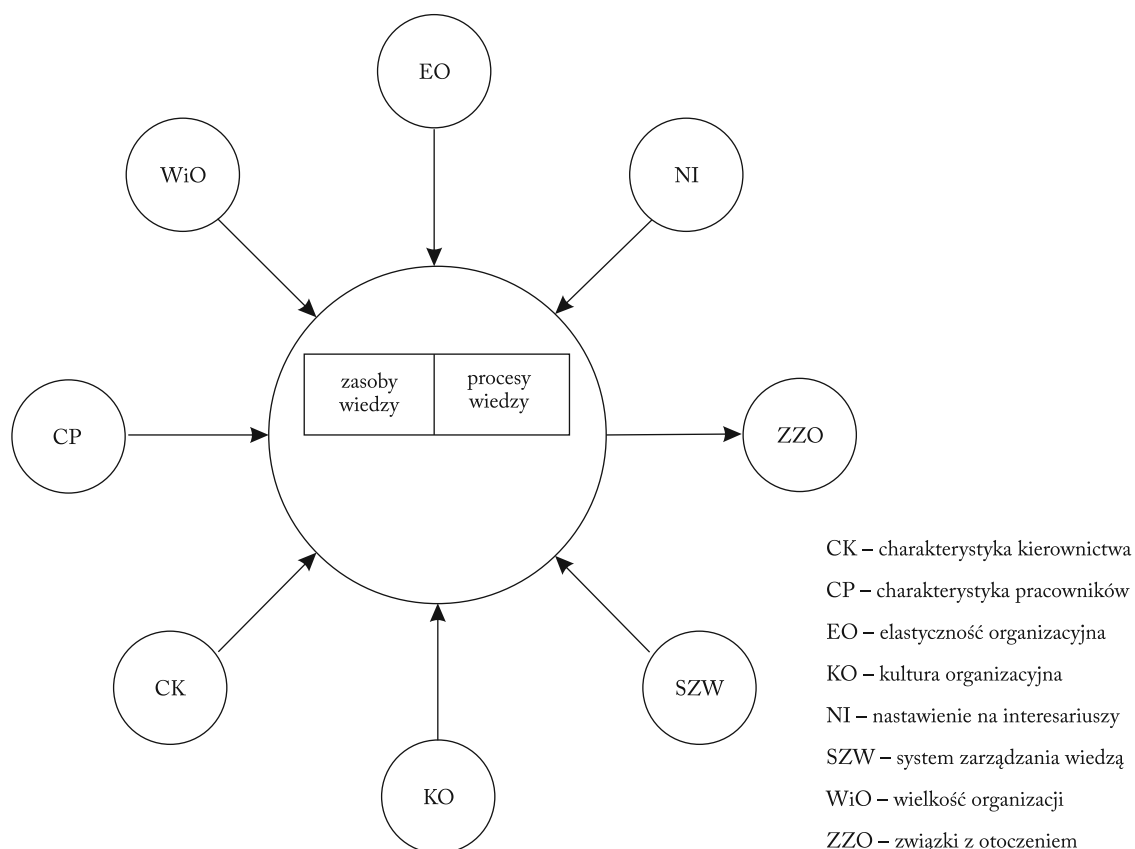 EO
WiO
NI
zasoby
wiedzy
procesy
wiedzy
CP
ZZO
CK
SZW
KO
CK – charakterystyka kierownictwa
CP – charakterystyka pracowników
EO – elastyczność organizacyjna
KO – kultura organizacyjna
NI – nastawienie na interesariuszy
SZW – system zarządzania wiedzą
WiO – wielkość organizacji
ZZO – związki z otoczeniem